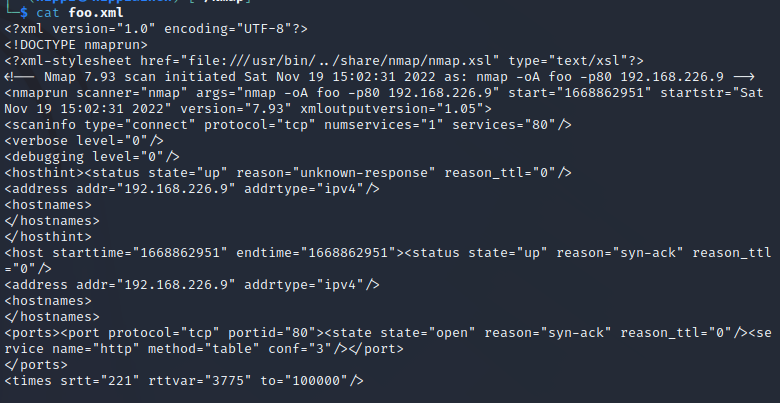 └─$ cat foo.xml
<?xml version="1.0" encoding="UTF-8"?>
<!DOCTYPE nmaprun>
<?xml-stylesheet href="file:///usr/bin/../share/nmap/nmap.xsl" type="text/xsl"?>
<!-- Nmap 7.93 scan initiated Sat Nov 19 15:02:31 2022 as: nmap -oA foo -p80 192.168.226.9 -->
<nmaprun scanner="nmap" args="nmap -oA foo -p80 192.168.226.9" start="1668862951" startstr="Sat
Nov 19 15:02:31 2022" version="7.93" xmloutputversion="1.05">
<scaninfo type="connect" protocol="tcp" numservices="1" services="80"/>
<verbose level="0"/>
<debugging level="0"/>
<hosthint><status state="up" reason="unknown-response" reason_ttl="0"/>
<address addr="192.168.226.9" addrtype="ipv4"/>
<hostnames>
</hostnames>
</hosthint>
<host starttime="1668862951" endtime="1668862951"><status state="up" reason="syn-ack" reason_ttl
="0"/>
<address addr="192.168.226.9" addrtype="ipv4"/>
<hostnames>
</hostnames>
<ports><port protocol="tcp" portid="80"><state state="open" reason="syn-ack" reason_ttl="0"/><se
rvice name="http" method="table" conf="3"/></port>
</ports>
<times srtt="221" rttvar="3775" to="100000"/>